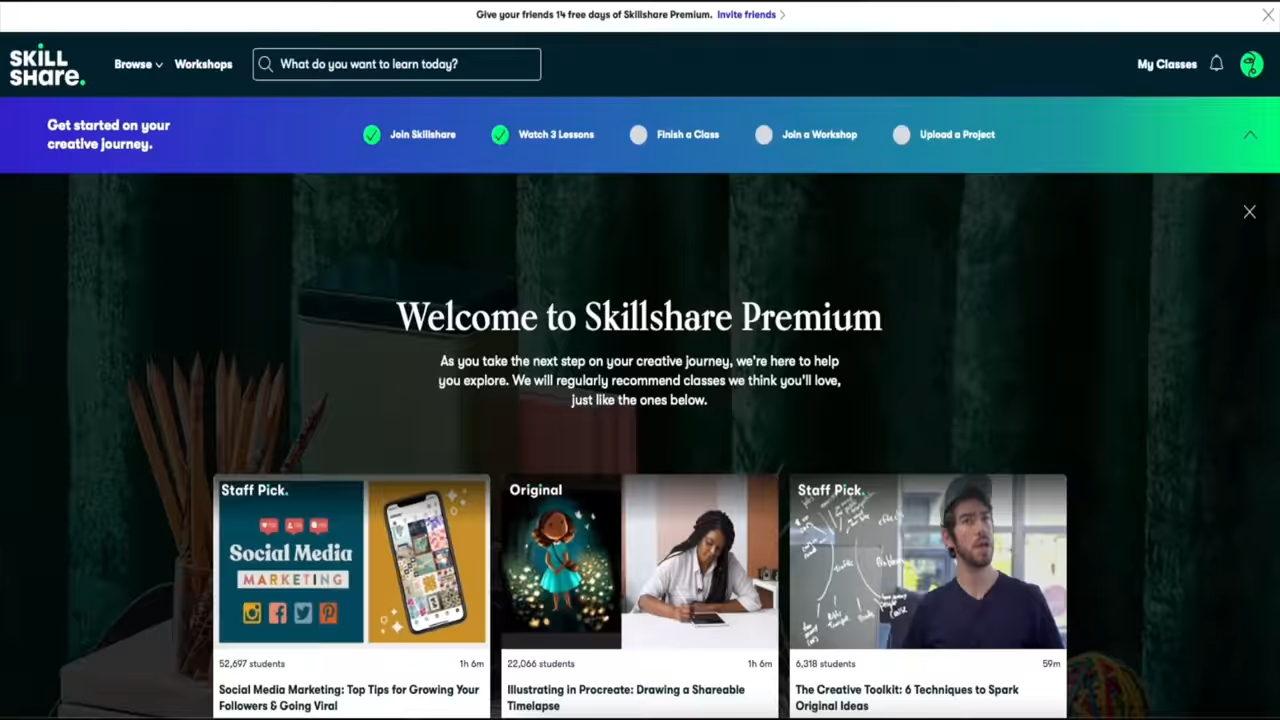 Give your friends 14 free days of Skillshare Premium. Invite friends
SKILL
SHare.
Browse
Workshops
What do you want to learn today?
My Classes
Get started on your
creative journey.
Join Skillshare
Watch 3 Lessons
Finish a Class
Join a Workshop
Upload a Project
Welcome to Skillshare Premium
As you take the next step on your creative journey, we're here to help
you explore. We will regularly recommend classes we think you'll love,
just like the ones below.
Staff Pick.
Social Media
MARKETING
52,697 students
1h 6m
Social Media Marketing: Top Tips for Growing Your
Followers & Going Viral
Original
22,066 students
1h 6m
Illustrating in Procreate: Drawing a Shareable
Timelapse
Staff Pick.
Traffic
6,318 students
59m
The Creative Toolkit: 6 Techniques to Spark
Original Ideas